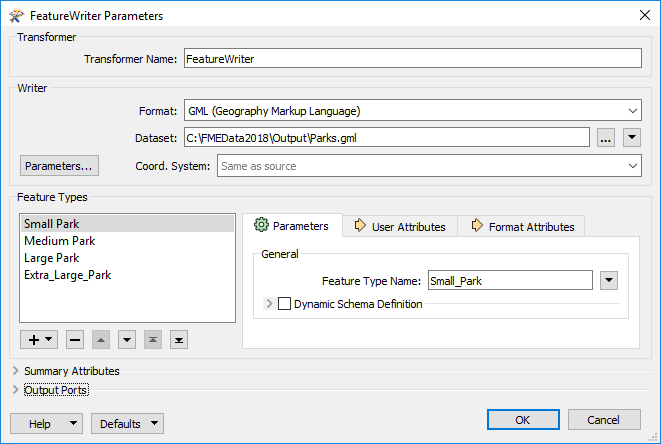 FeatureWriter Parameters
Transformer
Transformer Name: FeatureWriter
Writer
Format: GML (Geography Markup Language)
Dataset: C:\FMEData2018\Output\Parks.gml ...
Parameters... Coord. System: Same as source
Feature Types
Small Park
Medium Park
Large Park
Extra_Large_Park
Parameters User Attributes Format Attributes
General
Feature Type Name: Small_Park
Dynamic Schema Definition
Summary Attributes
Output Ports
Help Defaults OK Cancel